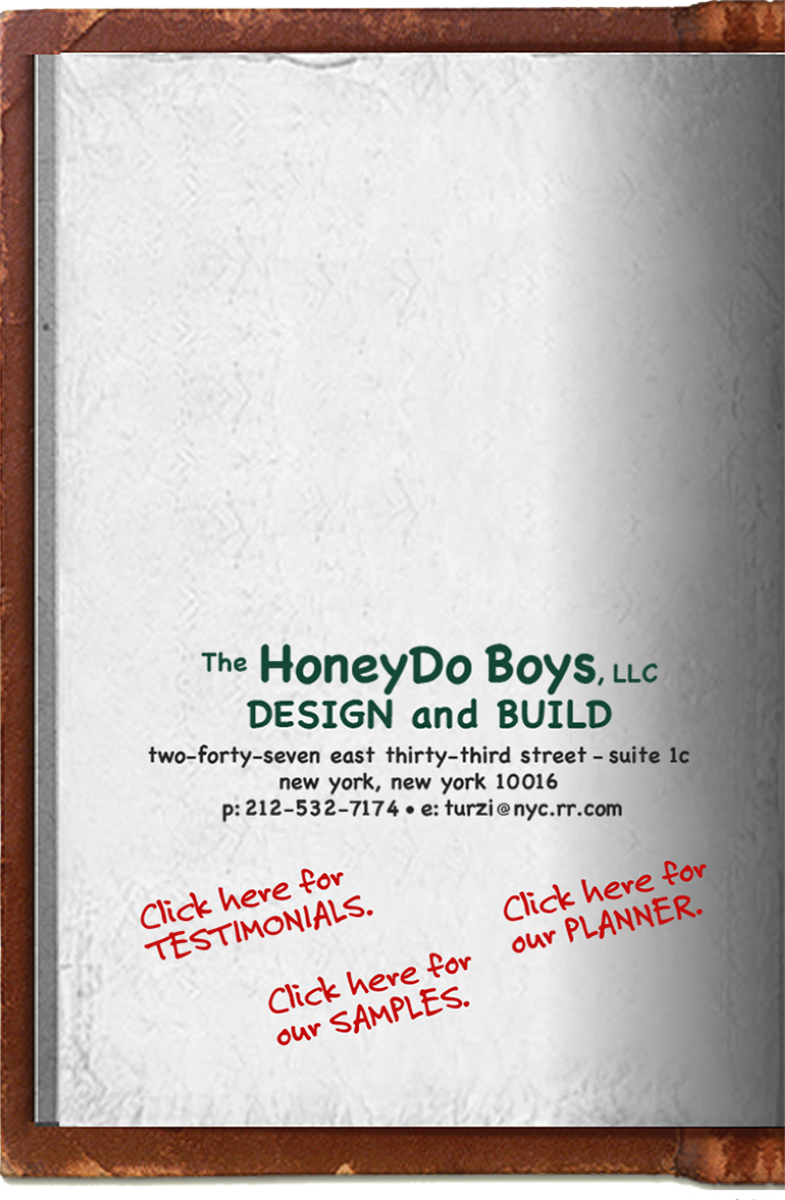 The HoneyDo Boys, LLC
DESIGN and BUILD
two-forty-seven east thirty-third street - suite 1c
new york, new york 10016
p: 212-532-7174 • e: turzi@nyc.rr.com
Click here for
TESTIMONIALS.
Click here for
our PLANNER.
Click here for
our SAMPLES.